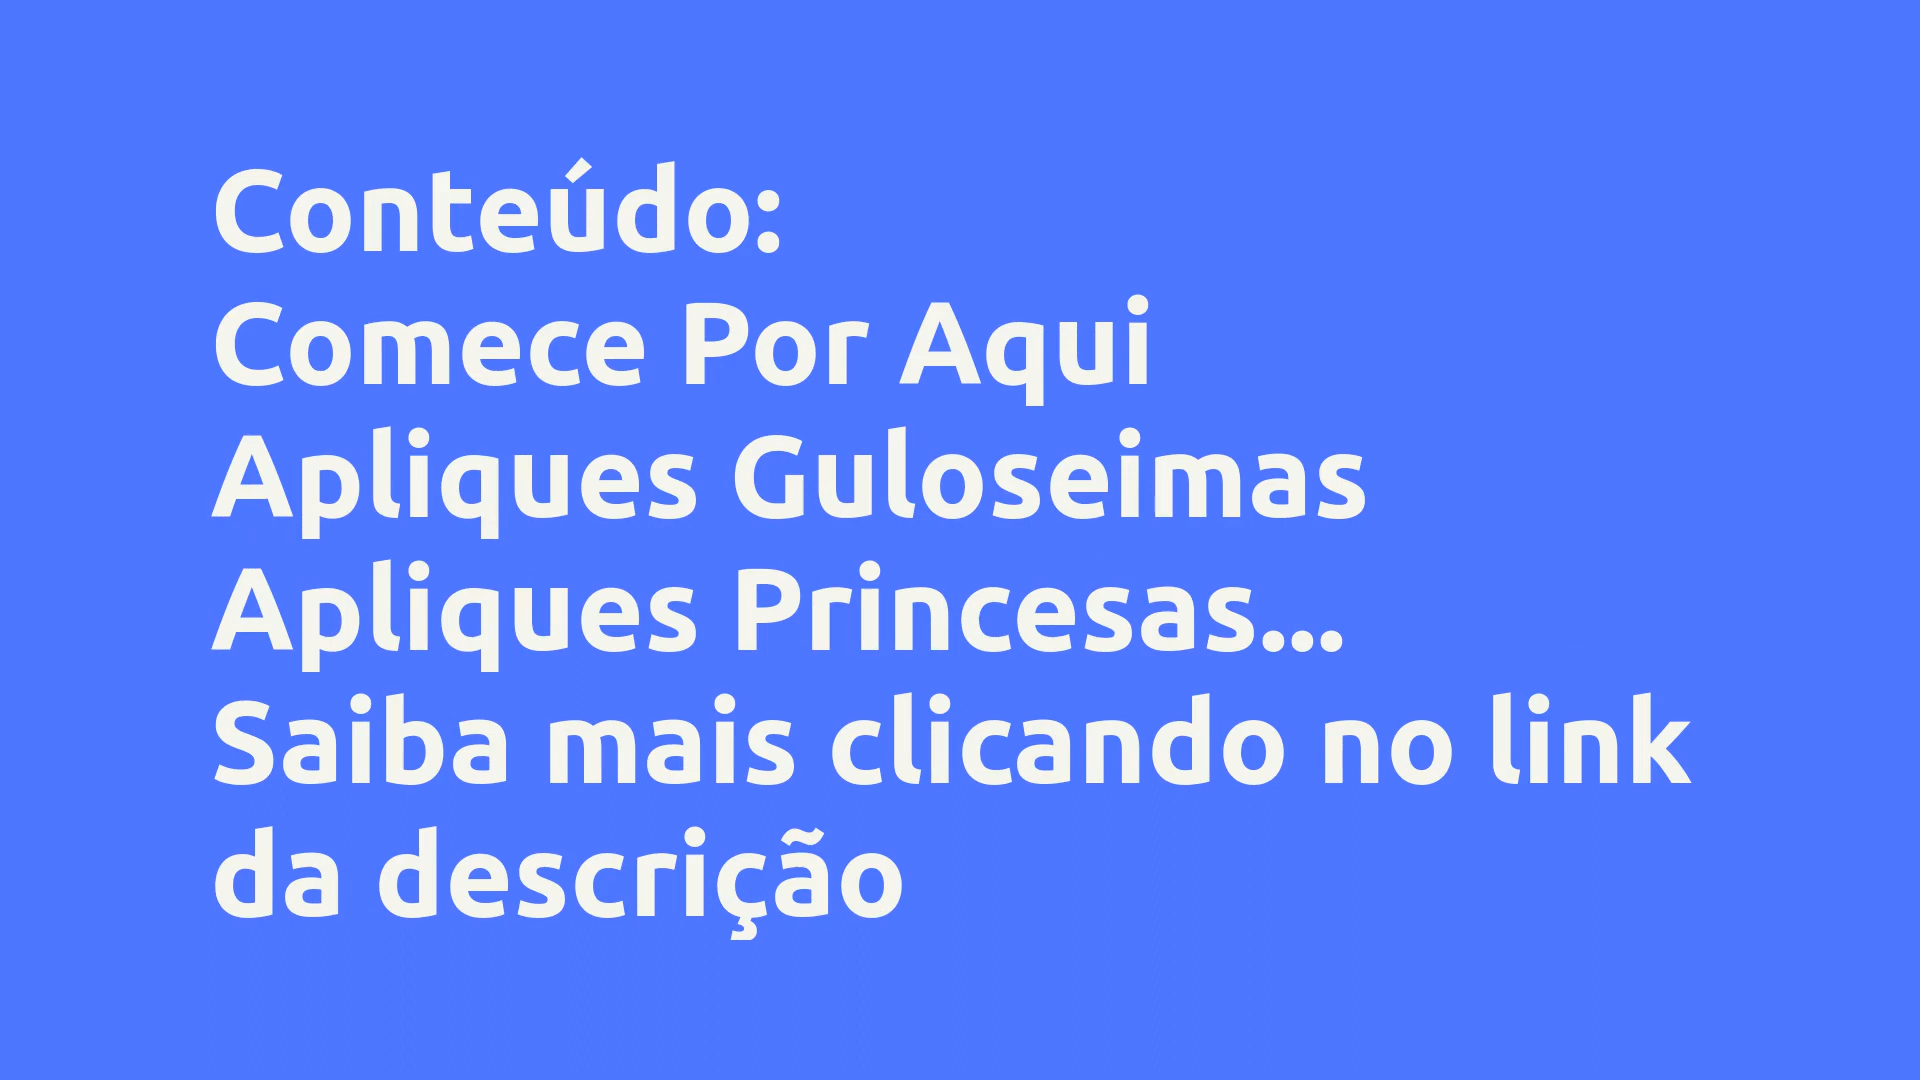 Conteúdo:
Comece Por Aqui
Apliques Guloseimas
Apliques Princesas...
Saiba mais clicando no link
da descrição